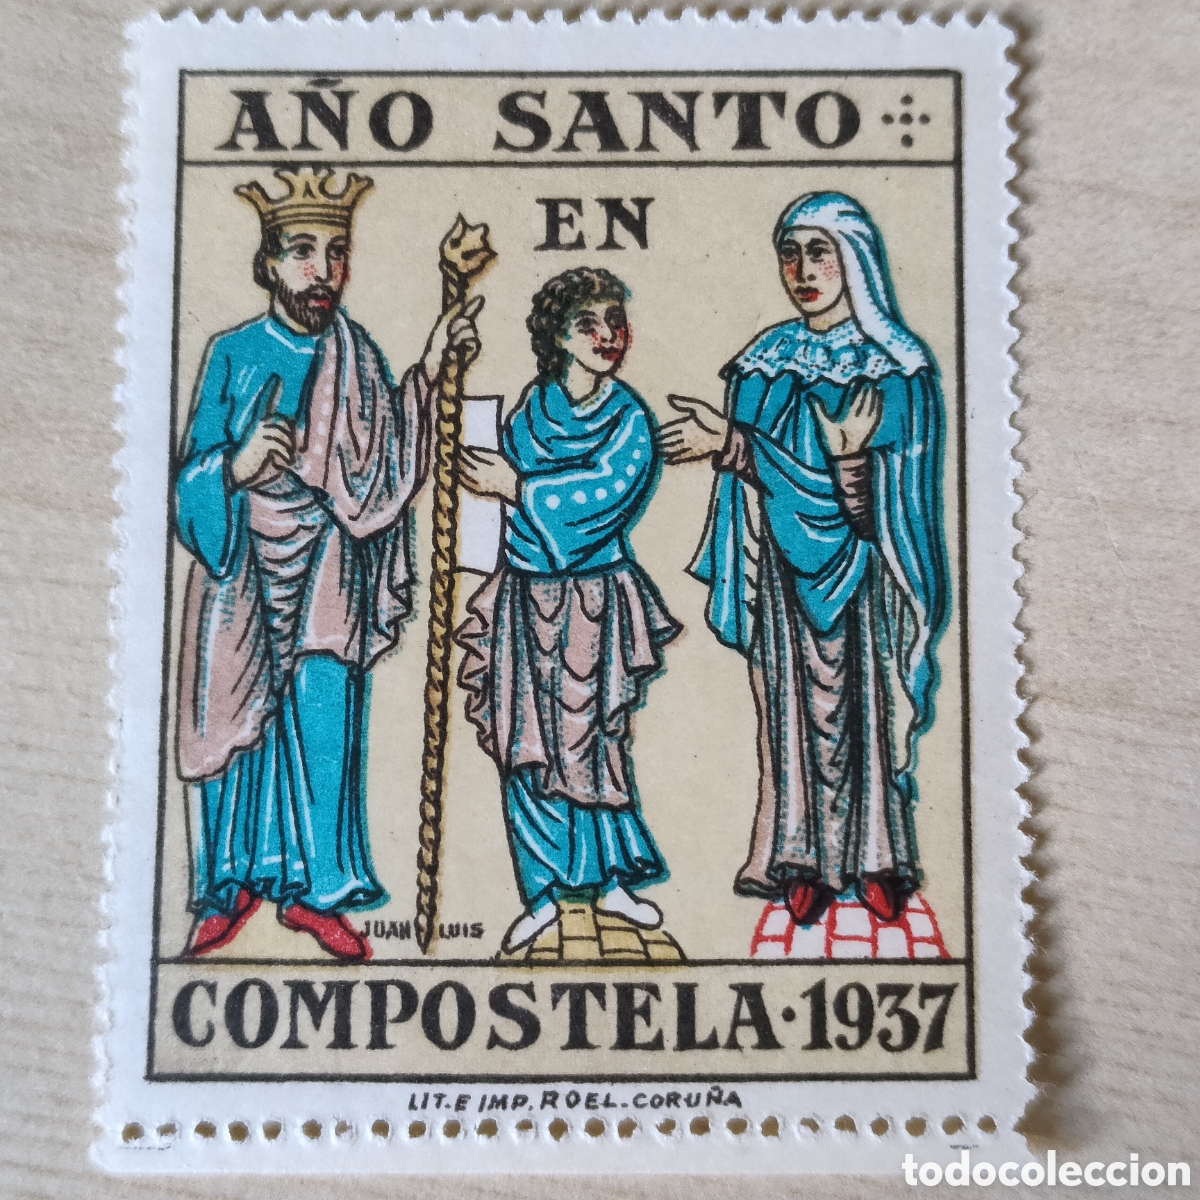 AÑO SANTO
EN
JUAN LUIS
COMPOSTELA·1937
LIT. E IMP. ROEL.-CORUÑA
todocoleccion